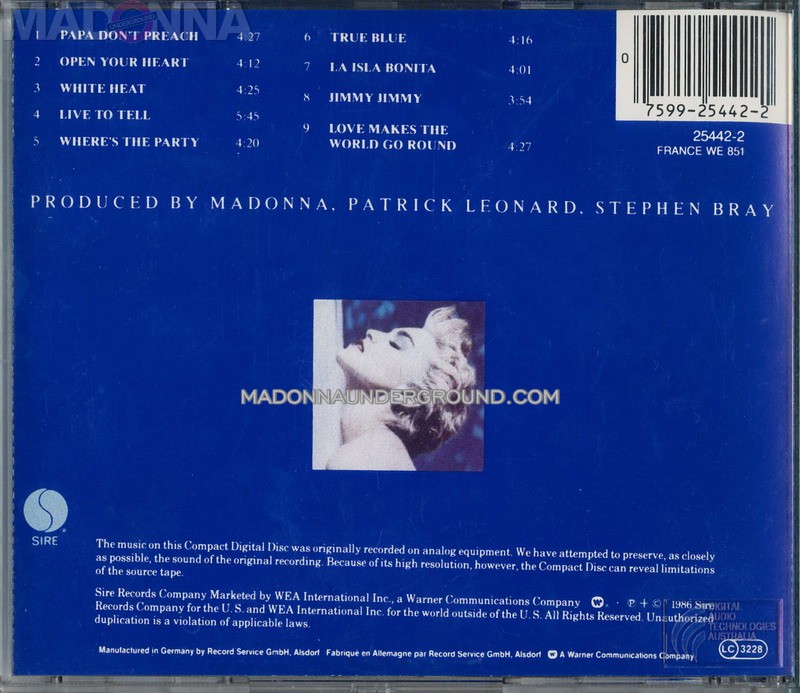 MADONNA
UNDERGROUND
1 PAPA DON'T PREACH 4:27
2 OPEN YOUR HEART 4:12
3 WHITE HEAT 4:25
4 LIVE TO TELL 5:45
5 WHERE'S THE PARTY 4:20
6 TRUE BLUE 4:16
7 LA ISLA BONITA 4:01
8 JIMMY JIMMY 3:54
9 LOVE MAKES THE
WORLD GO ROUND 4:27
0
7599-25442-2
25442-2
FRANCE WE 851
PRODUCED BY MADONNA, PATRICK LEONARD, STEPHEN BRAY
MADONNAUNDERGROUND.COM
SIRE
The music on this Compact Digital Disc was originally recorded on analog equipment. We have attempted to preserve, as closely
as possible, the sound of the original recording. Because of its high resolution, however, the Compact Disc can reveal limitations
of the source tape.
Sire Records Company Marketed by WEA International Inc., a Warner Communications Company . ℗ + © 1986 Sire
Records Company for the U.S. and WEA International Inc. for the world outside of the U.S. All Rights Reserved. Unauthorized
duplication is a violation of applicable laws.
DIGITAL
AUDIO
TECHNOLOGIES
AUSTRALIA
Manufactured in Germany by Record Service GmbH, Alsdorf Fabriqué en Allemagne par Record Service GmbH, Alsdorf A Warner Communications Company
LC 3228